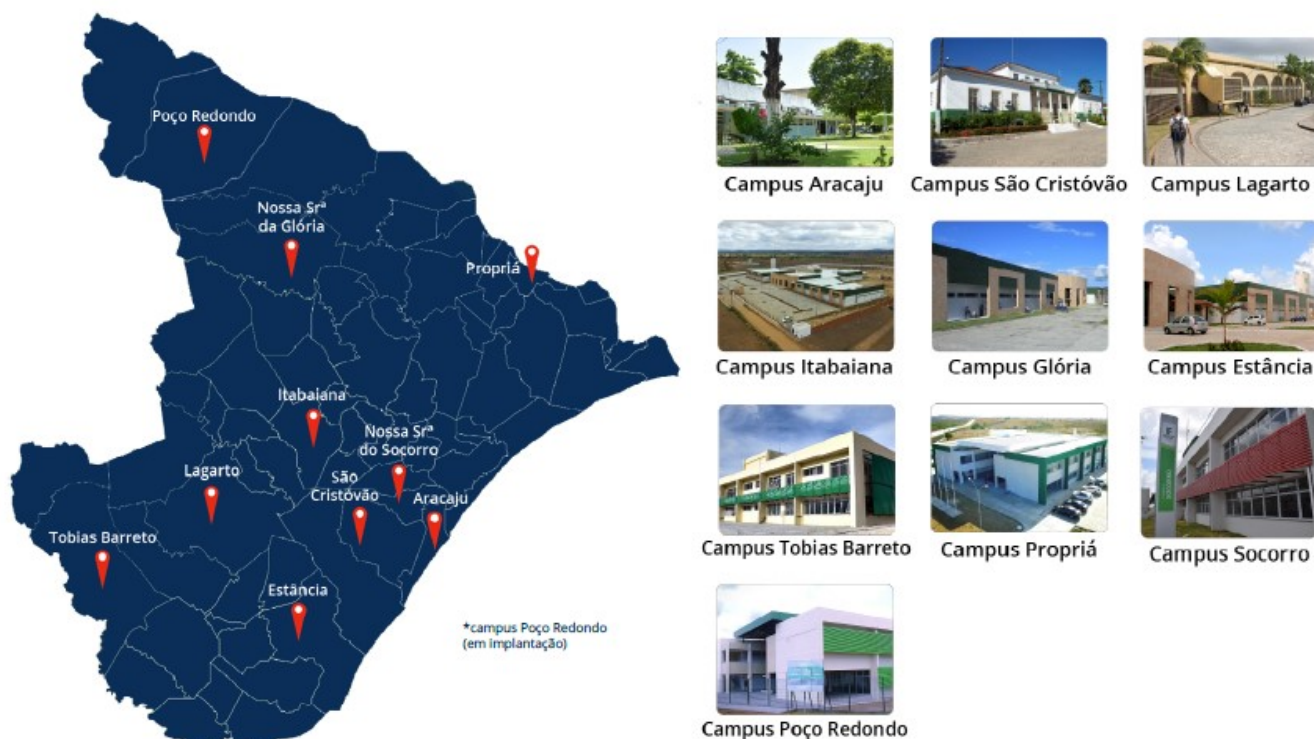 Poço Redondo
Nossa Srª
da Glória
Propriá
Itabaiana
Nossa Srª
do Socorro
Lagarto
São
Cristóvão
Aracaju
Tobias Barreto
Estância
*campus Poço Redondo
(em implantação)
Campus Aracaju
Campus São Cristóvão
Campus Lagarto
Campus Itabaiana
Campus Glória
Campus Estância
Campus Tobias Barreto
Campus Propriá
Campus Socorro
Campus Poço Redondo